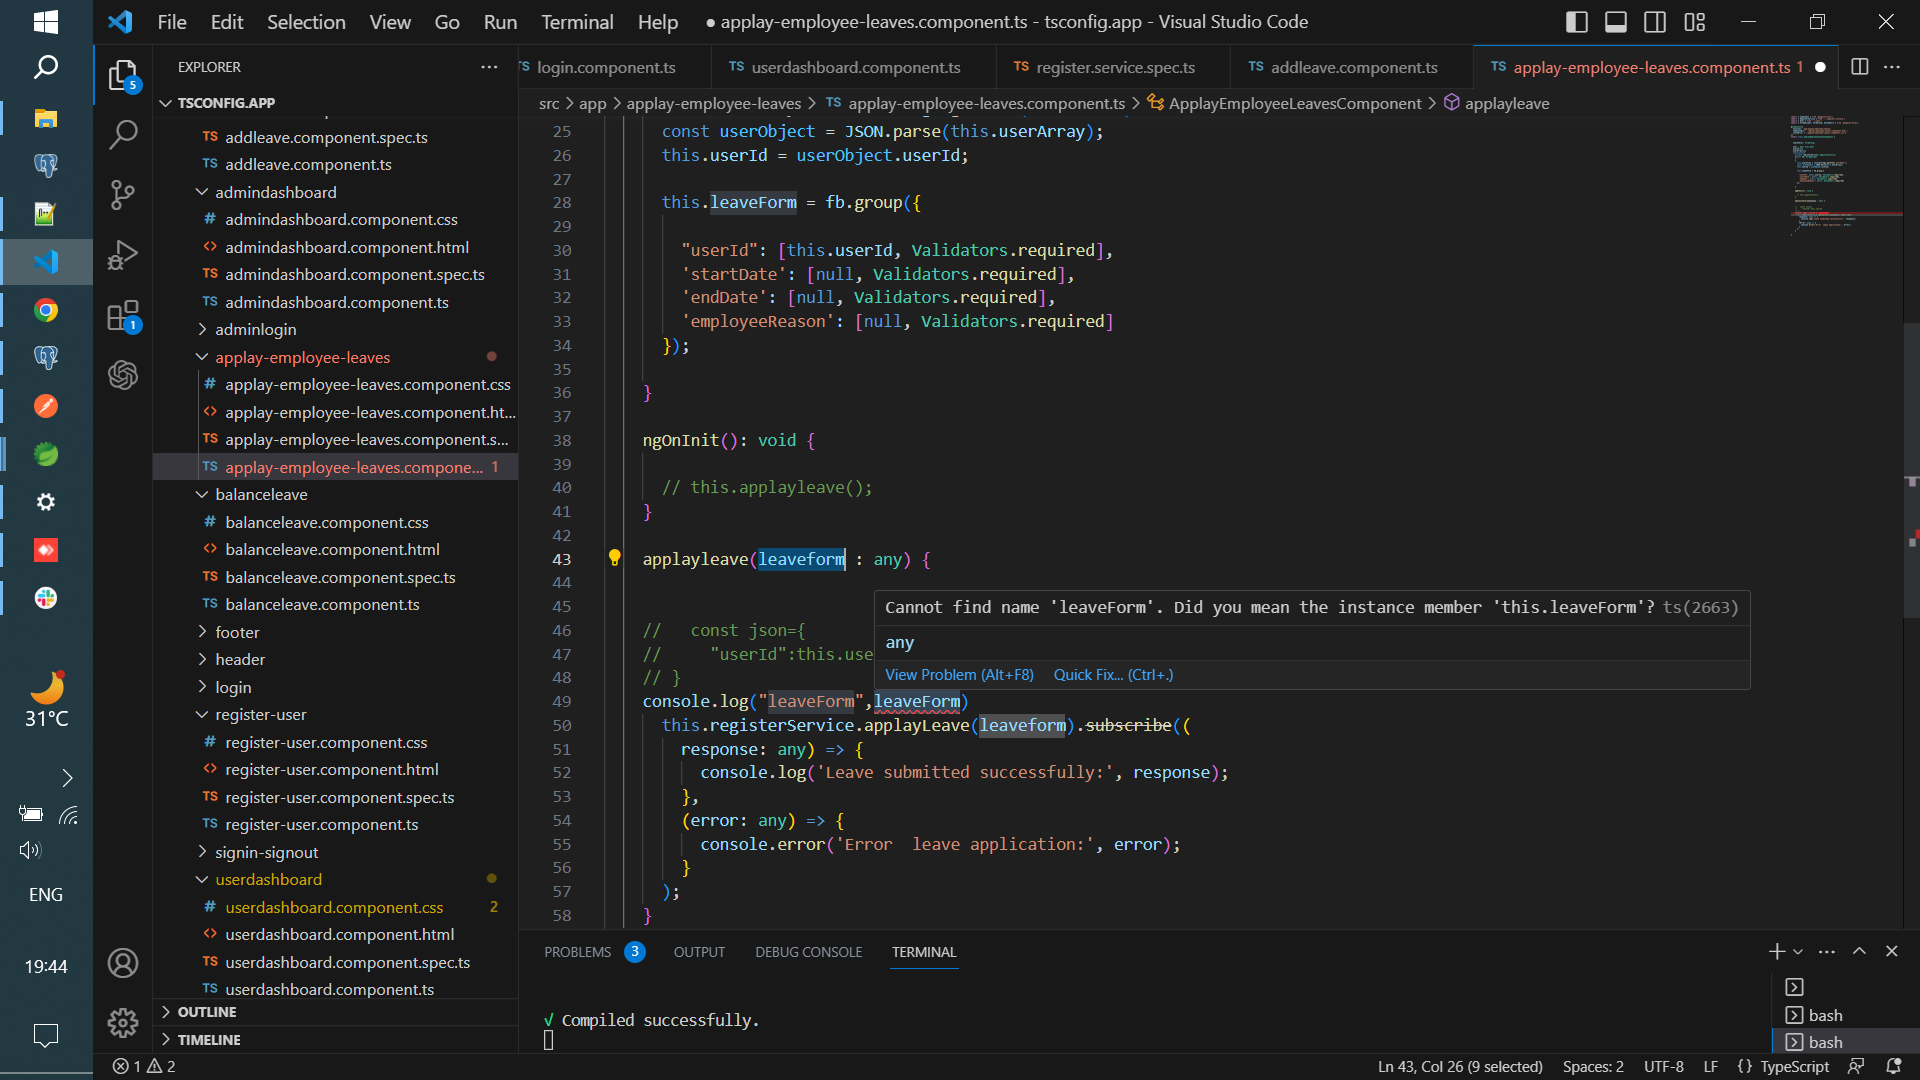 File Edit Selection View Go Run Terminal Help ● applay-employee-leaves.component.ts - tsconfig.app - Visual Studio Code
EXPLORER ···
TS login.component.ts TS userdashboard.component.ts TS register.service.spec.ts TS addleave.component.ts TS applay-employee-leaves.component.ts 1 ● ···
src > app > applay-employee-leaves > TS applay-employee-leaves.component.ts > ApplayEmployeeLeavesComponent > applayleave
5
1
TSCONFIG.APP
TS addleave.component.spec.ts
TS addleave.component.ts
admindashboard
# admindashboard.component.css
<> admindashboard.component.html
TS admindashboard.component.spec.ts
TS admindashboard.component.ts
adminlogin
applay-employee-leaves
# applay-employee-leaves.component.css
<> applay-employee-leaves.component.ht...
TS applay-employee-leaves.component.s...
TS applay-employee-leaves.compone... 1
balanceleave
# balanceleave.component.css
<> balanceleave.component.html
TS balanceleave.component.spec.ts
TS balanceleave.component.ts
footer
header
login
register-user
# register-user.component.css
<> register-user.component.html
TS register-user.component.spec.ts
TS register-user.component.ts
signin-signout
userdashboard
# userdashboard.component.css 2
<> userdashboard.component.html
TS userdashboard.component.spec.ts
TS userdashboard.component.ts
OUTLINE
TIMELINE
25 const userObject = JSON.parse(this.userArray);
26 this.userId = userObject.userId;
27
28 this.leaveForm = fb.group({
29
30 "userId": [this.userId, Validators.required],
31 'startDate': [null, Validators.required],
32 'endDate': [null, Validators.required],
33 'employeeReason': [null, Validators.required]
34 });
35
36 }
37
38 ngOnInit(): void {
39
40 // this.applayleave();
41 }
42
43 applayleave(leaveform : any) {
44
45
46 // const json={
47 // "userId":this.use
48 // }
49 console.log("leaveForm",leaveForm)
50 this.registerService.applayLeave(leaveform).subscribe((
51 response: any) => {
52 console.log('Leave submitted successfully:', response);
53 },
54 (error: any) => {
55 console.error('Error  leave application:', error);
56 }
57 );
58 }
Cannot find name 'leaveForm'. Did you mean the instance member 'this.leaveForm'? ts(2663)
any
View Problem (Alt+F8) Quick Fix... (Ctrl+.)
PROBLEMS 3 OUTPUT DEBUG CONSOLE TERMINAL
√ Compiled successfully.
bash
bash
31°C
ENG
19:44
1 2 Ln 43, Col 26 (9 selected) Spaces: 2 UTF-8 LF {} TypeScript